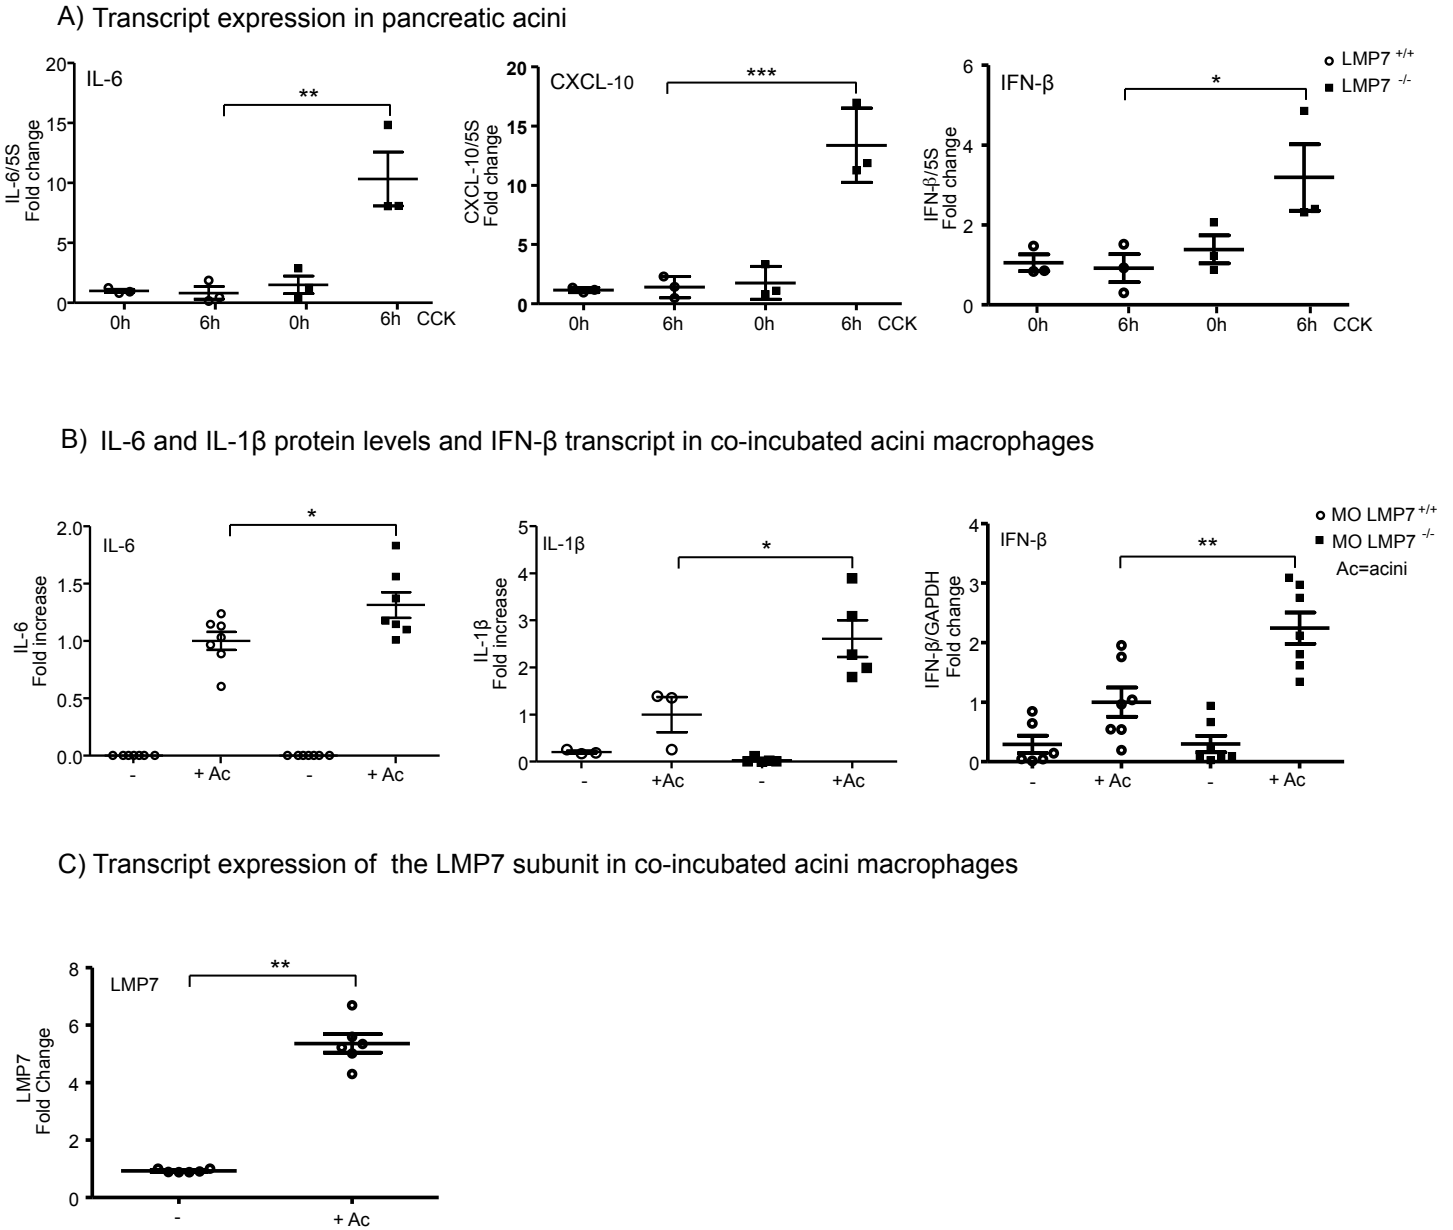 A) Transcript expression in pancreatic acini
IL-6
IL-6/5S
Fold change
20
15
10
5
0
**
0h 6h 0h 6h CCK
CXCL-10
CXCL-10/5S
Fold change
20
15
10
5
0
***
0h 6h 0h 6h CCK
IFN-β
IFN-β/5S
Fold change
6
4
2
0
*
0h 6h 0h 6h CCK
LMP7 +/+
LMP7 -/-
B) IL-6 and IL-1β protein levels and IFN-β transcript in co-incubated acini macrophages
IL-6
IL-6
Fold increase
2.0
1.5
1.0
0.5
0.0
*
- + Ac - + Ac
IL-1β
IL-1β
Fold increase
5
4
3
2
1
0
*
- +Ac - +Ac
IFN-β
IFN-β/GAPDH
Fold change
4
3
2
1
0
**
- + Ac - + Ac
MO LMP7 +/+
MO LMP7 -/-
Ac=acini
C) Transcript expression of the LMP7 subunit in co-incubated acini macrophages
LMP7
LMP7
Fold Change
8
6
4
2
0
**
- + Ac